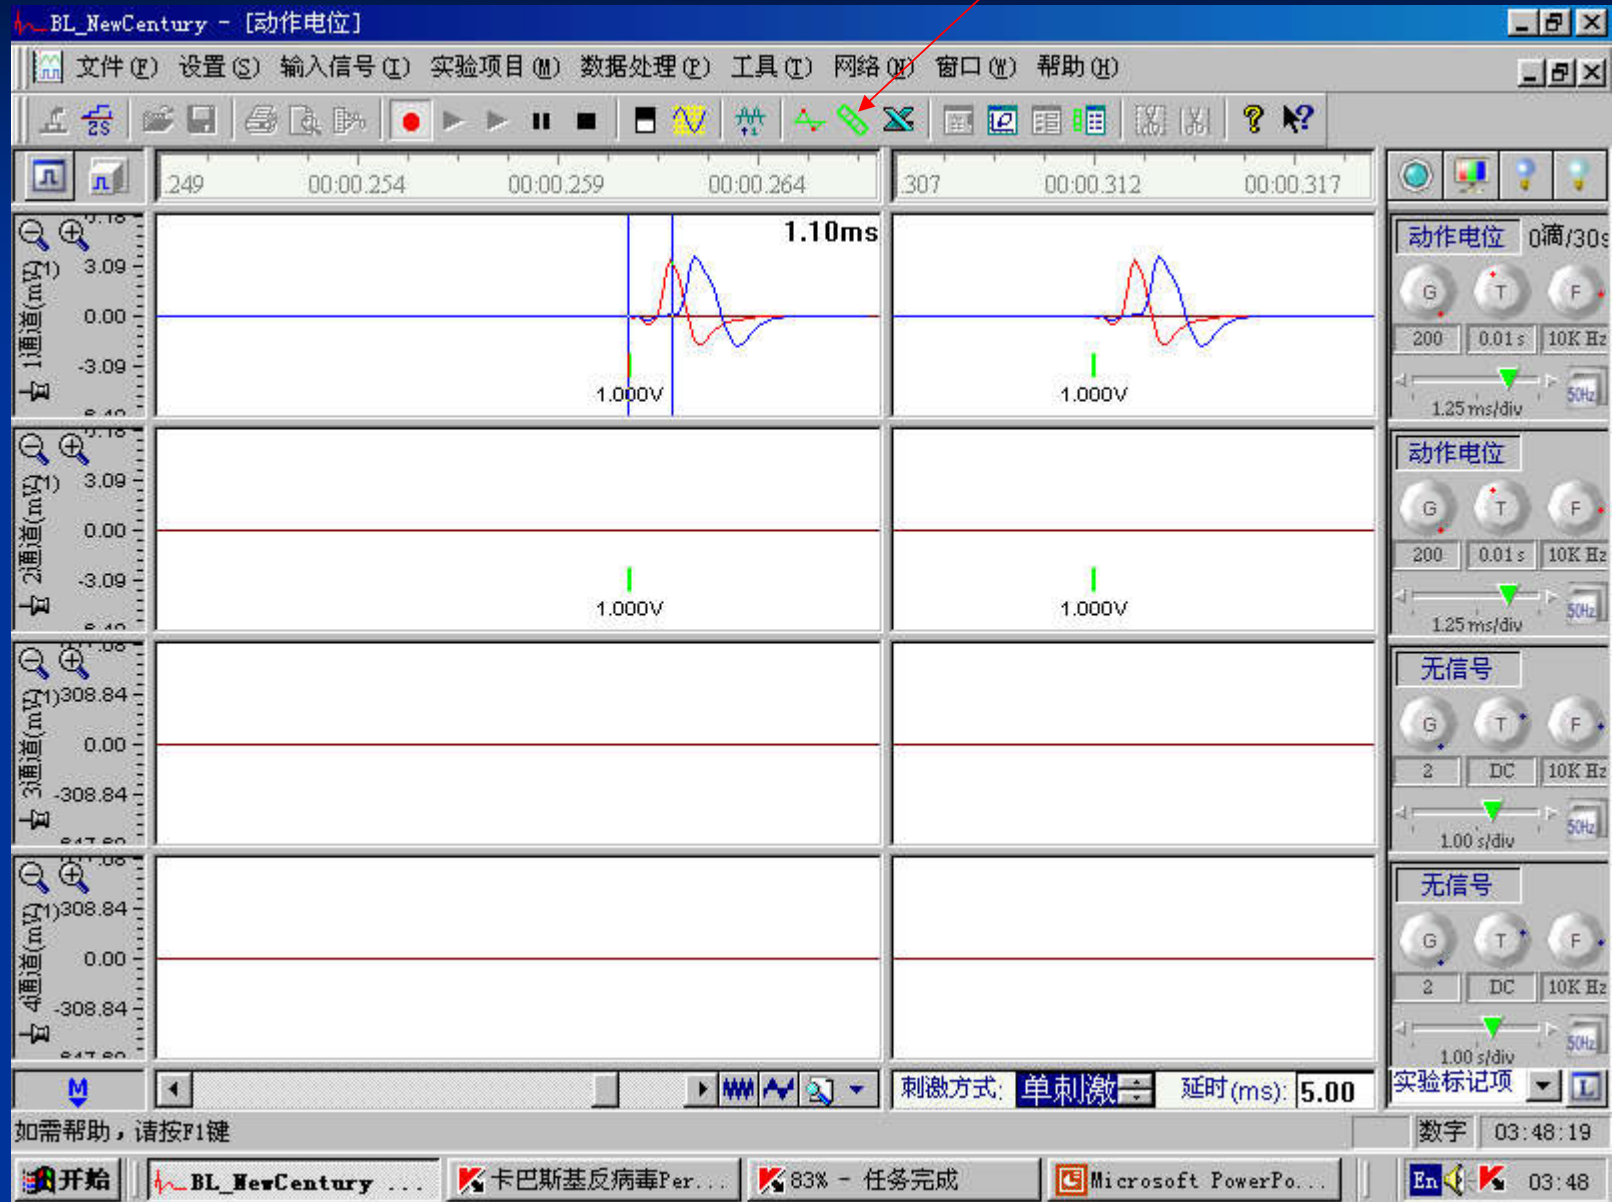 BL_NewCentury - [动作电位]
文件(F) 设置(S) 输入信号(I) 实验项目(M) 数据处理(P) 工具(T) 网络(N) 窗口(W) 帮助(H)
2S
.249 00:00.254 00:00.259 00:00.264 .307 00:00.312 00:00.317
1通道(mV)
3.09
0.00
-3.09
1.10ms
1.000V 1.000V
动作电位 0滴/30s
G T F
200 0.01 s 10K Hz
1.25 ms/div 50Hz
2通道(mV)
3.09
0.00
-3.09
1.000V 1.000V
动作电位
G T F
200 0.01 s 10K Hz
1.25 ms/div 50Hz
3通道(mV)
308.84
0.00
-308.84
无信号
G T F
2 DC 10K Hz
1.00 s/div 50Hz
4通道(mV)
308.84
0.00
-308.84
无信号
G T F
2 DC 10K Hz
1.00 s/div 50Hz
M 刺激方式: 单刺激 延时(ms): 5.00 实验标记项 L
如需帮助，请按F1键 数字 03:48:19
开始 BL_NewCentury ... 卡巴斯基反病毒Per... 83% - 任务完成 Microsoft PowerPo... En 03:48